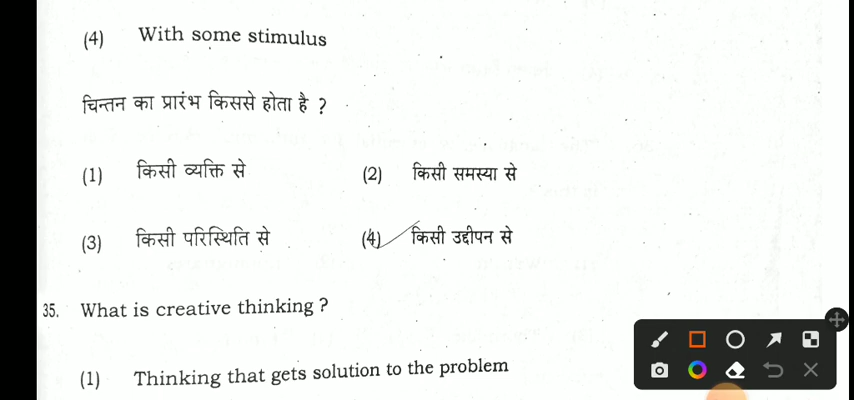 (4) With some stimulus
चिन्तन का प्रारंभ किससे होता है ?
(1) किसी व्यक्ति से (2) किसी समस्या से
(3) किसी परिस्थिति से (4) किसी उद्दीपन से
35. What is creative thinking ?
(1) Thinking that gets solution to the problem